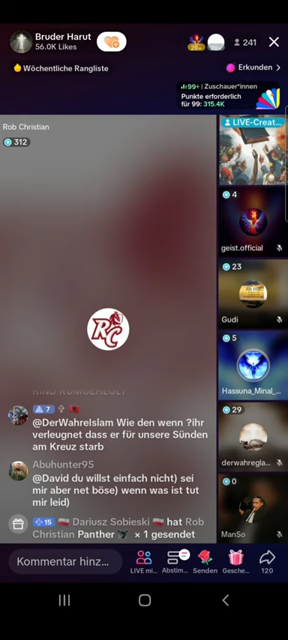 Bruder Harut
56.0K Likes
241
Wöchentliche Rangliste
Erkunden >
99+ | Zuschauer*innen
Punkte erforderlich
für 99: 315.4K
Rob Christian
312
LIVE-Creat...
4
geist.official
23
Gudi
5
Hassuna_Minal_...
29
derwahregla...
0
ManSo
RC
7
@DerWahreIslam Wie den wenn ?ihr
verleugnet dass er für unsere Sünden
am Kreuz starb
Abuhunter95
@David du willst einfach nicht) sei
mir aber net böse) wenn was ist tut
mir leid)
15 Dariusz Sobieski hat Rob
Christian Panther × 1 gesendet
Kommentar hinz...
LIVE mi...
Abstim...
Senden
Gesche...
120